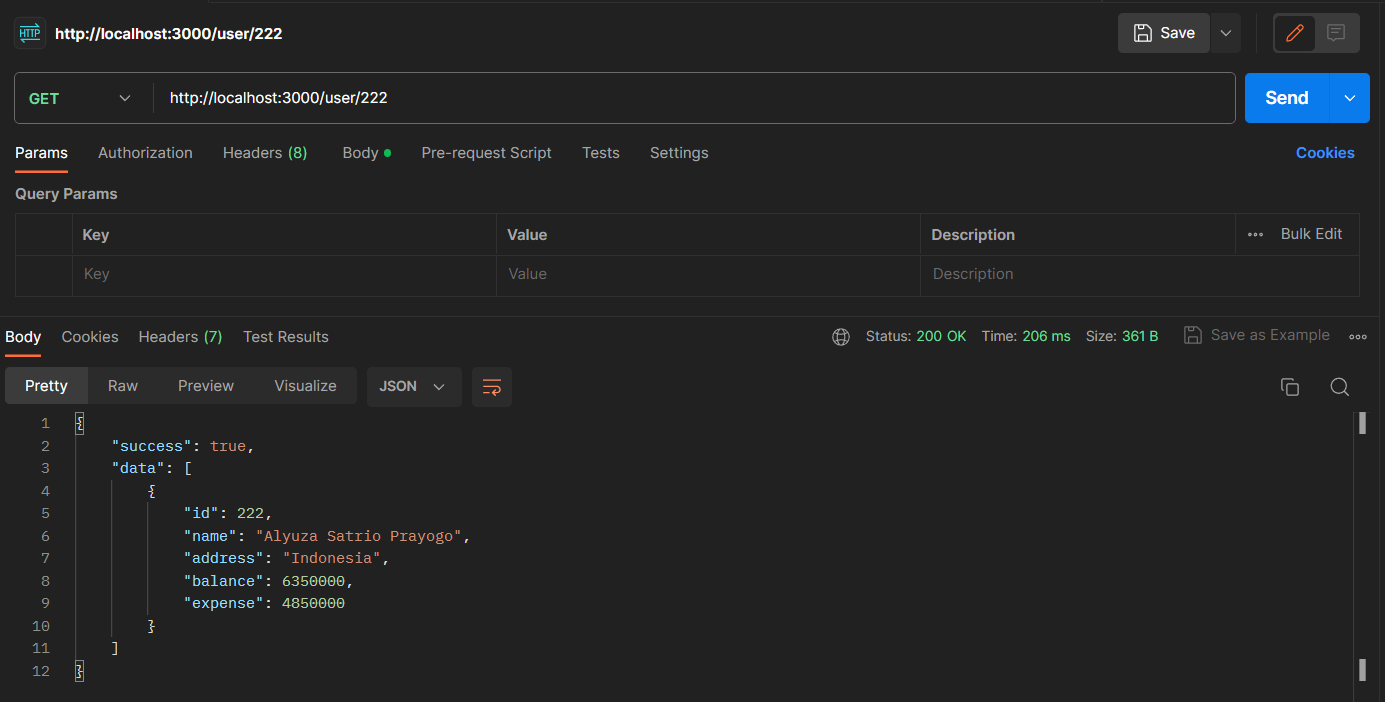 HTTP http://localhost:3000/user/222 Save
GET http://localhost:3000/user/222 Send
Params Authorization Headers (8) Body Pre-request Script Tests Settings Cookies
Query Params
Key Value Description Bulk Edit
Key Value Description
Body Cookies Headers (7) Test Results Status: 200 OK Time: 206 ms Size: 361 B Save as Example
Pretty Raw Preview Visualize JSON
1 {
2 "success": true,
3 "data": [
4 {
5 "id": 222,
6 "name": "Alyuza Satrio Prayogo",
7 "address": "Indonesia",
8 "balance": 6350000,
9 "expense": 4850000
10 }
11 ]
12 }